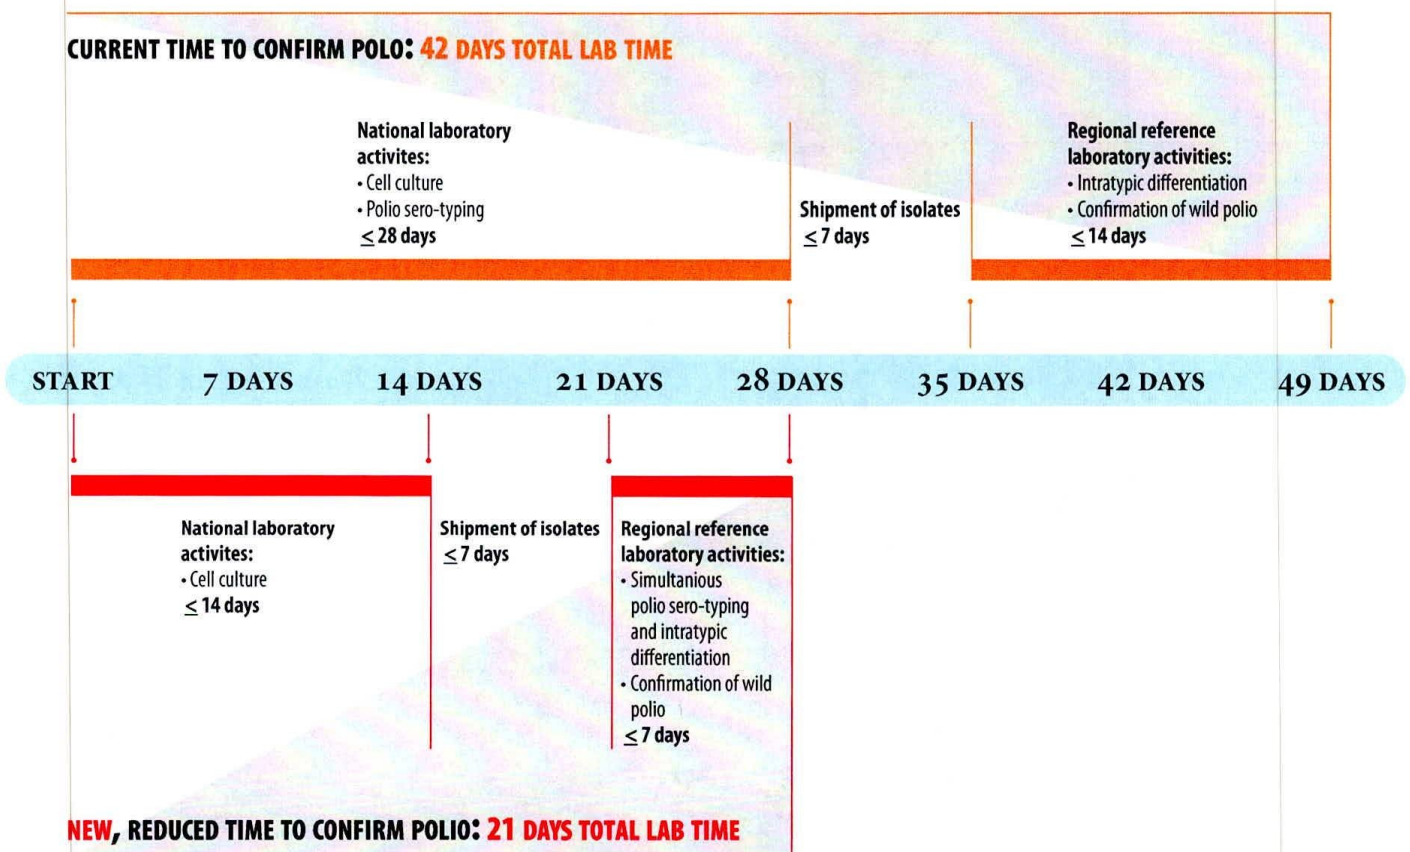 CURRENT TIME TO CONFIRM POLO: 42 DAYS TOTAL LAB TIME
National laboratory
activites:
• Cell culture
• Polio sero-typing
≤ 28 days
Shipment of isolates
≤ 7 days
Regional reference
laboratory activities:
• Intratypic differentiation
• Confirmation of wild polio
≤ 14 days
START 7 DAYS 14 DAYS 21 DAYS 28 DAYS 35 DAYS 42 DAYS 49 DAYS
National laboratory
activites:
• Cell culture
≤ 14 days
Shipment of isolates
≤ 7 days
Regional reference
laboratory activities:
• Simultanious
polio sero-typing
and intratypic
differentiation
• Confirmation of wild
polio
≤ 7 days
NEW, REDUCED TIME TO CONFIRM POLIO: 21 DAYS TOTAL LAB TIME